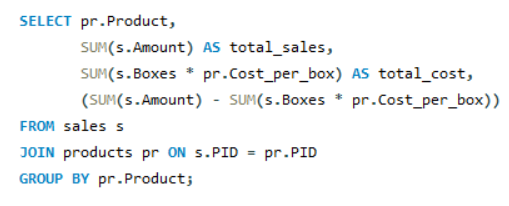 SELECT pr.Product,
SUM(s.Amount) AS total_sales,
SUM(s.Boxes * pr.Cost_per_box) AS total_cost,
(SUM(s.Amount) - SUM(s.Boxes * pr.Cost_per_box))
FROM sales s
JOIN products pr ON s.PID = pr.PID
GROUP BY pr.Product;